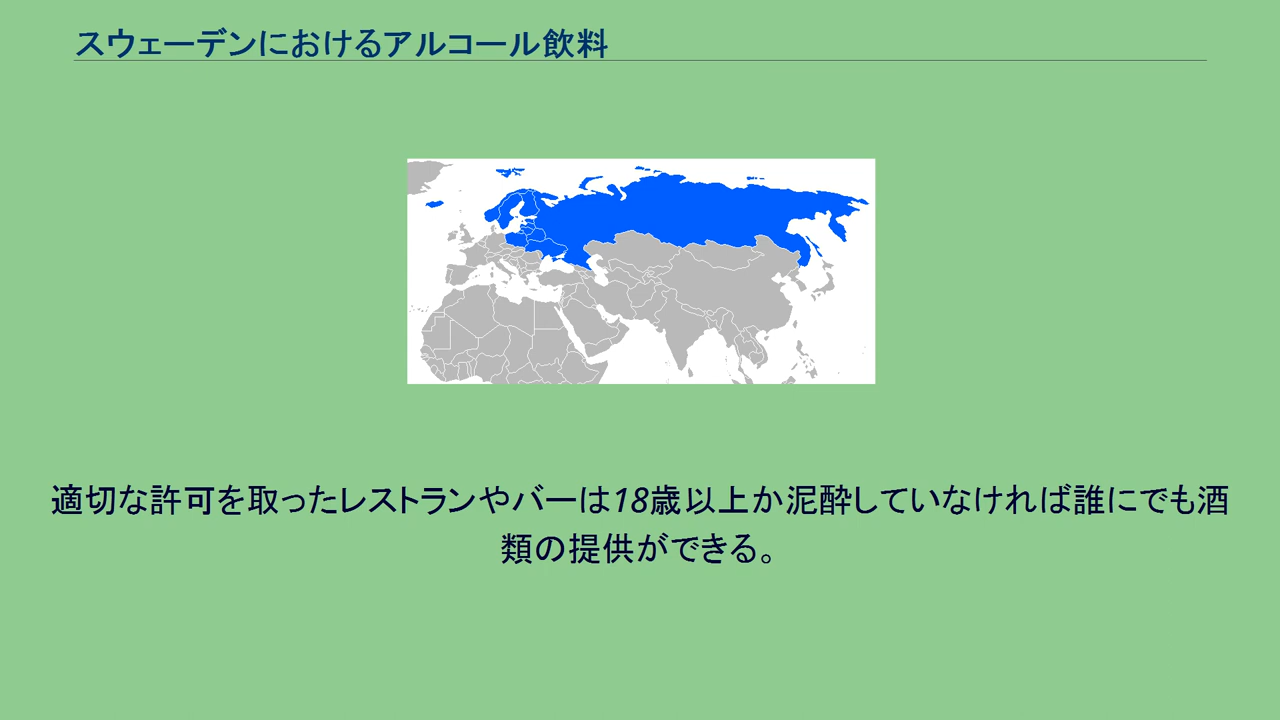 スウェーデンにおけるアルコール飲料
適切な許可を取ったレストランやバーは18歳以上か泥酔していなければ誰にでも酒
類の提供ができる。